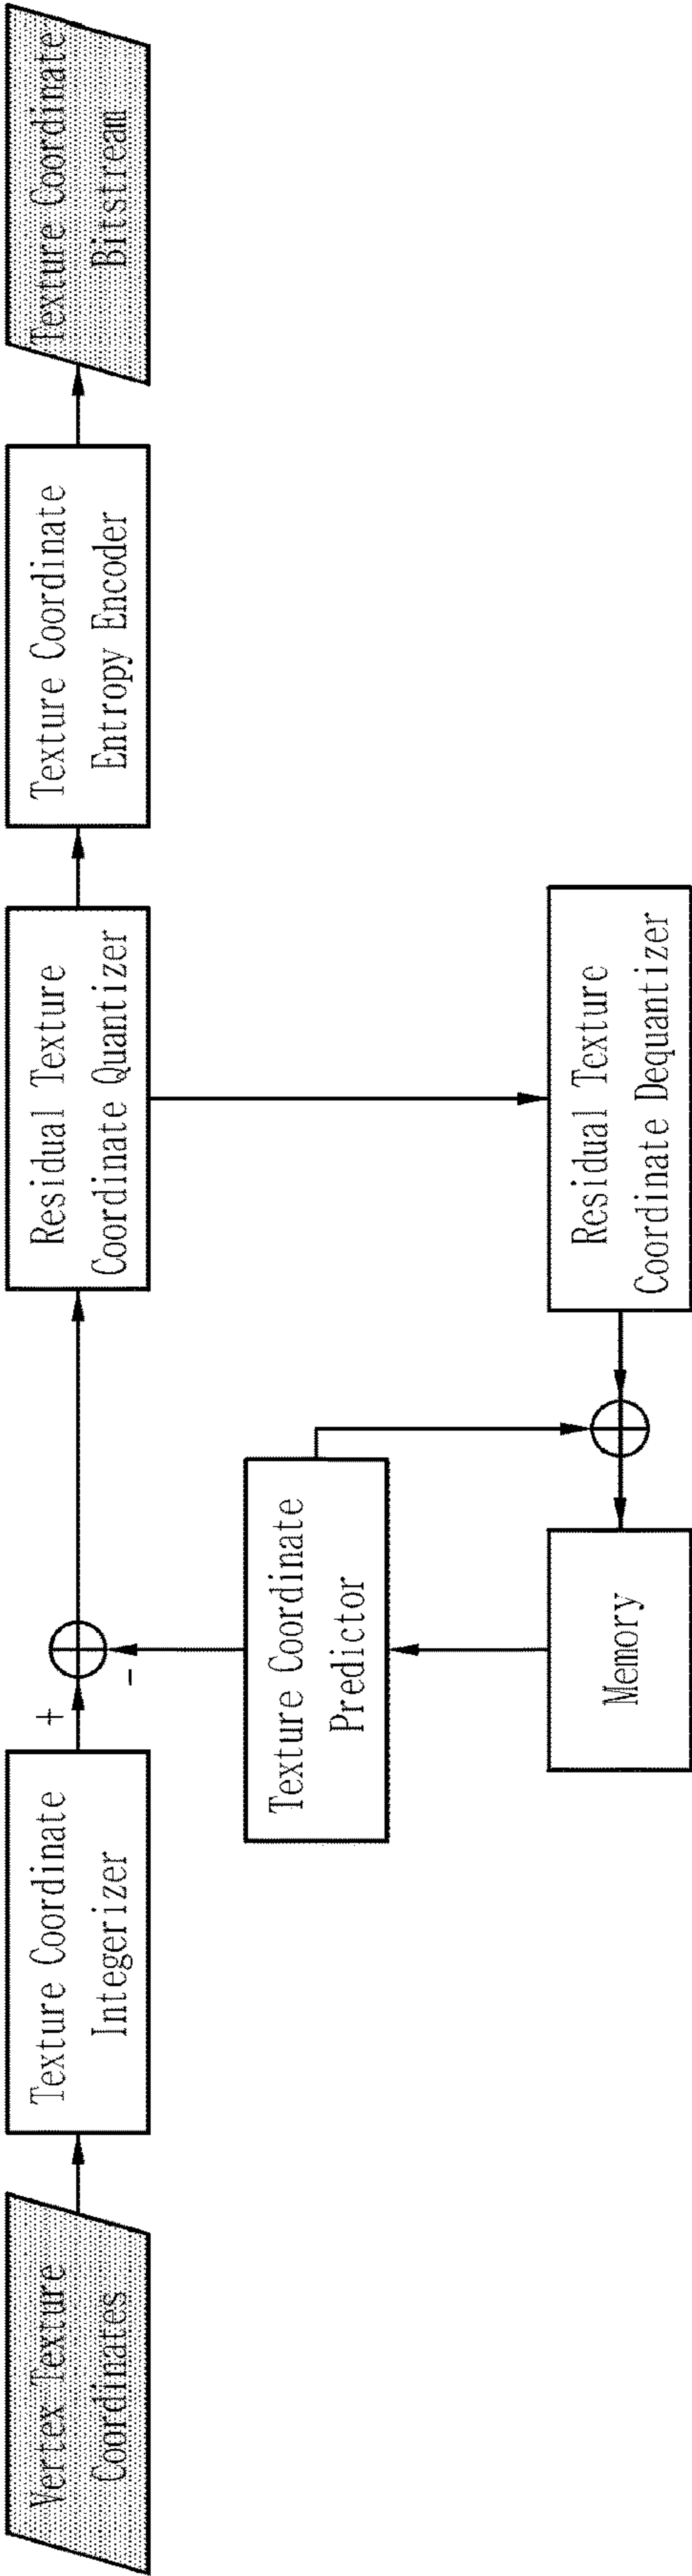 Vertex Texture
Coordinates
Texture Coordinate
Integerizer
+
-
Residual Texture
Coordinate Quantizer
Texture Coordinate
Entropy Encoder
Texture Coordinate
Bitstream
Texture Coordinate
Predictor
Memory
Residual Texture
Coordinate Dequantizer